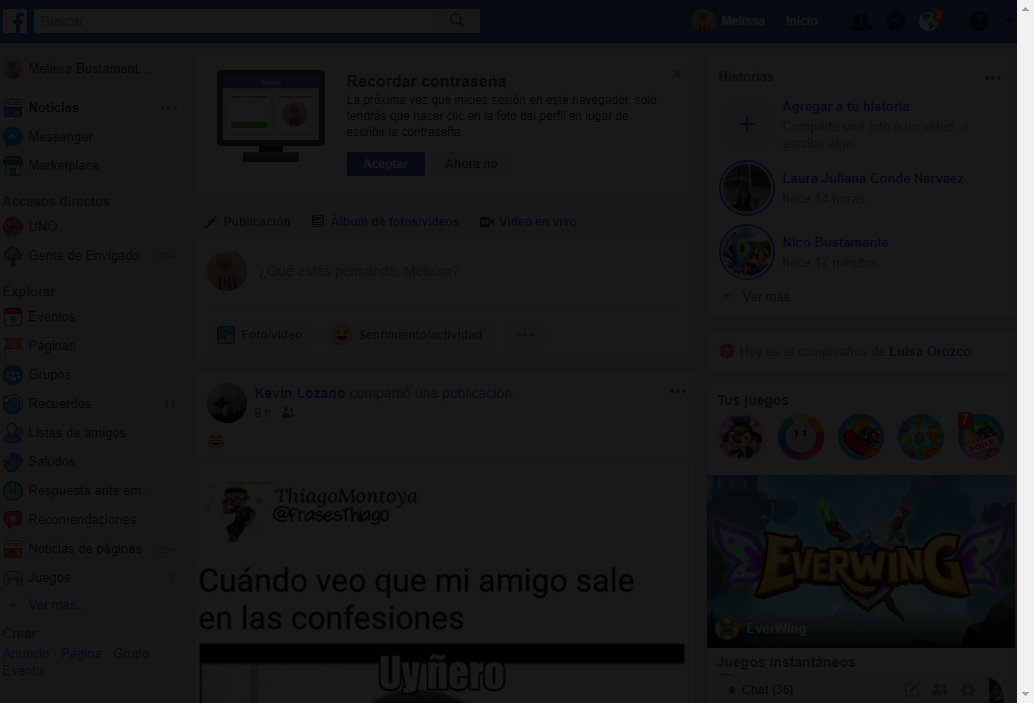 Buscar
Melissa Inicio 2
Melissa Bustamant...
Noticias
Messenger
Marketplace
Accesos directos
UNO
Gente de Envigado 20+
Explorar
Eventos
Páginas
Grupos
Recuerdos 14
Listas de amigos
Saludos
Respuesta ante em...
Recomendaciones
Noticias de páginas 20+
Juegos 7
Ver más...
Crear
Anuncio Página Grupo
Evento
Recordar contraseña
La próxima vez que inicies sesión en este navegador, solo
tendrás que hacer clic en la foto del perfil en lugar de
escribir la contraseña.
Aceptar Ahora no
Publicación Álbum de fotos/videos Video en vivo
¿Qué estás pensando, Melissa?
Foto/video Sentimiento/actividad
Kevin Lozano compartió una publicación.
9 h
ThiagoMontoya
@FrasesThiago
Cuándo veo que mi amigo sale
en las confesiones
Uy ñero
Historias
Agregar a tu historia
Comparte una foto o un video, o
escribe algo
Laura Juliana Conde Narvaez
hace 14 horas
Nico Bustamante
hace 17 minutos
Ver más
Hoy es el cumpleaños de Luisa Orozco
Tus juegos
7
EVERWING
EverWing
Juegos instantáneos
Chat (36)